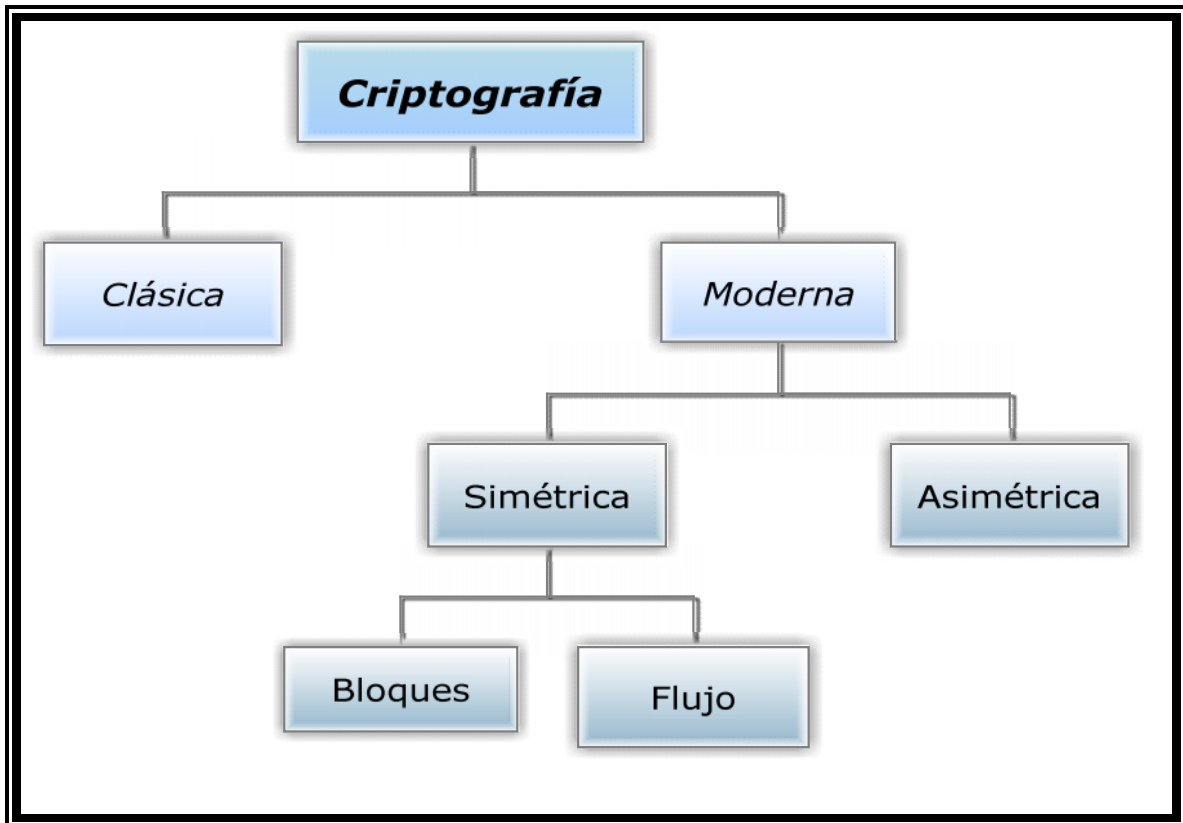 Criptografía
Clásica
Moderna
Simétrica
Asimétrica
Bloques
Flujo